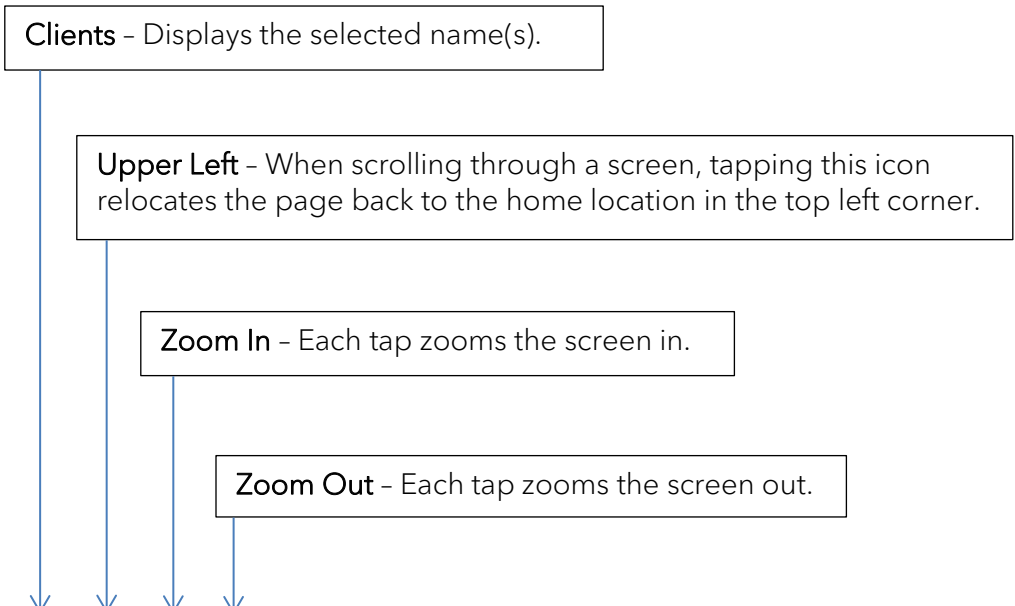 Clients – Displays the selected name(s).
Upper Left – When scrolling through a screen, tapping this icon
relocates the page back to the home location in the top left corner.
Zoom In – Each tap zooms the screen in.
Zoom Out – Each tap zooms the screen out.